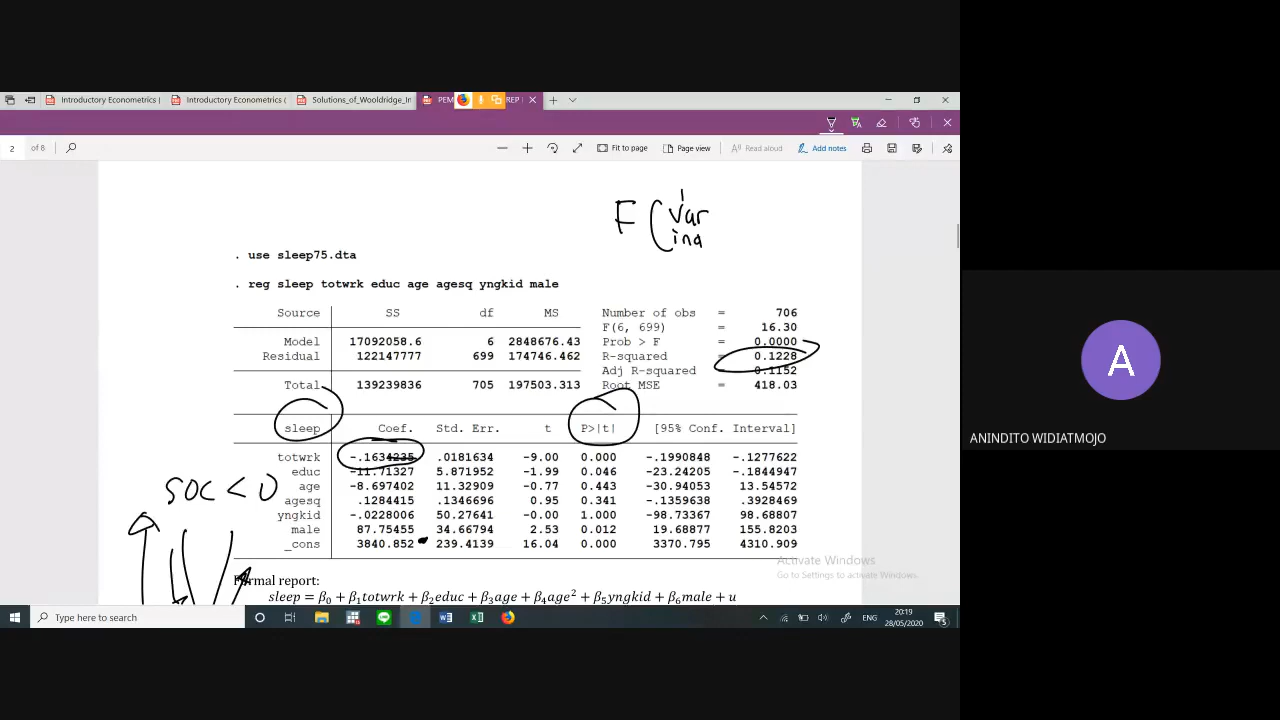 Introductory Econometrics (
Introductory Econometrics (
Solutions_of_Wooldridge_In
PEM
REP
2 of 8
Fit to page
Page view
Read aloud
Add notes
F ( var
ind
. use sleep75.dta
. reg sleep totwrk educ age agesq yngkid male
Source SS df MS Number of obs = 706
F(6, 699) = 16.30
Model 17092058.6 6 2848676.43 Prob > F = 0.0000
Residual 122147777 699 174746.462 R-squared = 0.1228
Adj R-squared = 0.1152
Total 139239836 705 197503.313 Root MSE = 418.03
sleep Coef. Std. Err. t P>|t| [95% Conf. Interval]
totwrk -.1634235 .0181634 -9.00 0.000 -.1990848 -.1277622
educ -11.71327 5.871952 -1.99 0.046 -23.24205 -.1844947
age -8.697402 11.32909 -0.77 0.443 -30.94053 13.54572
agesq .1284415 .1346696 0.95 0.341 -.1359638 .3928469
yngkid -.0228006 50.27641 -0.00 1.000 -98.73367 98.68807
male 87.75455 34.66794 2.53 0.012 19.68877 155.8203
_cons 3840.852 239.4139 16.04 0.000 3370.795 4310.909
SOC < 0
Formal report:
sleep = β₀ + β₁totwrk + β₂educ + β₃age + β₄age² + β₅yngkid + β₆male + u
Activate Windows
Go to Settings to activate Windows.
A
ANINDITO WIDIATMOJO
Type here to search
ENG
20:19
28/05/2020
5